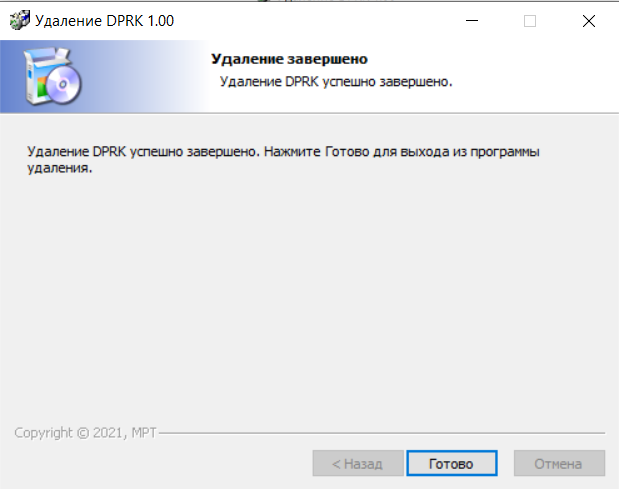 Удаление DPRK 1.00
Удаление завершено
Удаление DPRK успешно завершено.
Удаление DPRK успешно завершено. Нажмите Готово для выхода из программы
удаления.
Copyright © 2021, MPT
< Назад
Готово
Отмена